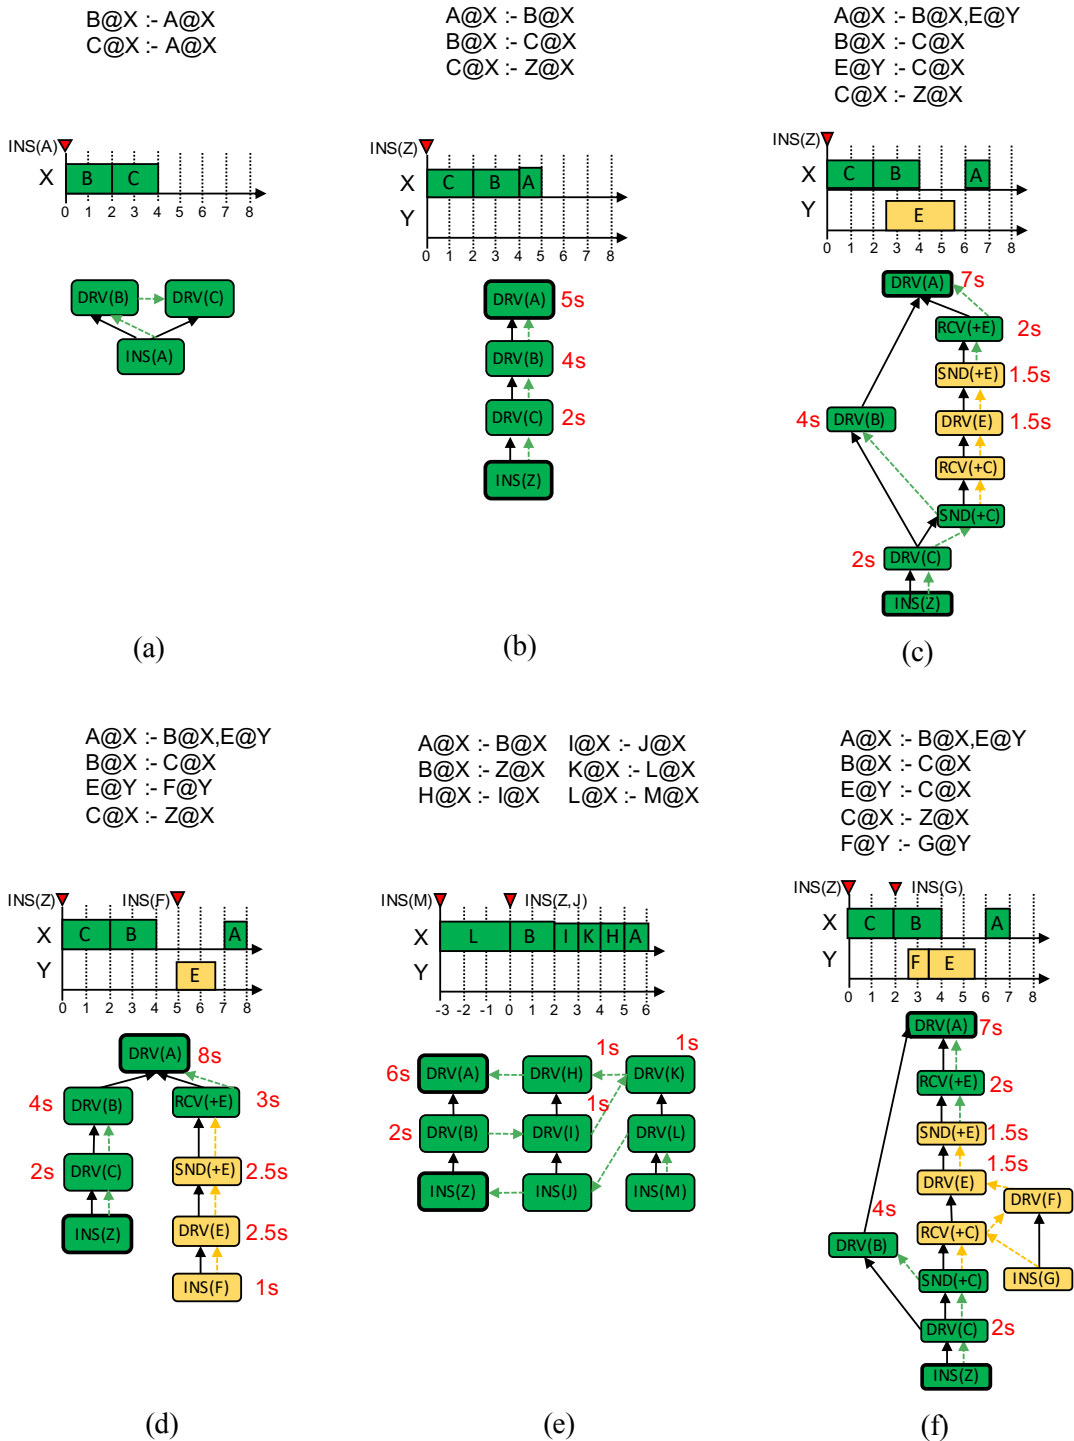 B@X :- A@X
C@X :- A@X
INS(A)
X
B
C
0 1 2 3 4 5 6 7 8
DRV(B)
DRV(C)
INS(A)
(a)
A@X :- B@X
B@X :- C@X
C@X :- Z@X
INS(Z)
X
C
B
A
Y
0 1 2 3 4 5 6 7 8
DRV(A)
5s
DRV(B)
4s
DRV(C)
2s
INS(Z)
(b)
A@X :- B@X,E@Y
B@X :- C@X
E@Y :- C@X
C@X :- Z@X
INS(Z)
X
C
B
A
Y
E
0 1 2 3 4 5 6 7 8
DRV(A)
7s
RCV(+E)
2s
SND(+E)
1.5s
4s
DRV(B)
DRV(E)
1.5s
RCV(+C)
SND(+C)
2s
DRV(C)
INS(Z)
(c)
A@X :- B@X,E@Y
B@X :- C@X
E@Y :- F@Y
C@X :- Z@X
INS(Z)
INS(F)
X
C
B
A
Y
E
0 1 2 3 4 5 6 7 8
DRV(A)
8s
4s
DRV(B)
RCV(+E)
3s
2s
DRV(C)
SND(+E)
2.5s
INS(Z)
DRV(E)
2.5s
INS(F)
1s
(d)
A@X :- B@X I@X :- J@X
B@X :- Z@X K@X :- L@X
H@X :- I@X L@X :- M@X
INS(M)
INS(Z,J)
X
L
B
I
K
H
A
Y
-3 -2 -1 0 1 2 3 4 5 6
1s
1s
6s
DRV(A)
DRV(H)
DRV(K)
1s
2s
DRV(B)
DRV(I)
DRV(L)
INS(Z)
INS(J)
INS(M)
(e)
A@X :- B@X,E@Y
B@X :- C@X
E@Y :- C@X
C@X :- Z@X
F@Y :- G@Y
INS(Z)
INS(G)
X
C
B
A
Y
F
E
0 1 2 3 4 5 6 7 8
DRV(A)
7s
RCV(+E)
2s
SND(+E)
1.5s
1.5s
DRV(E)
DRV(F)
4s
DRV(B)
RCV(+C)
SND(+C)
INS(G)
DRV(C)
2s
INS(Z)
(f)